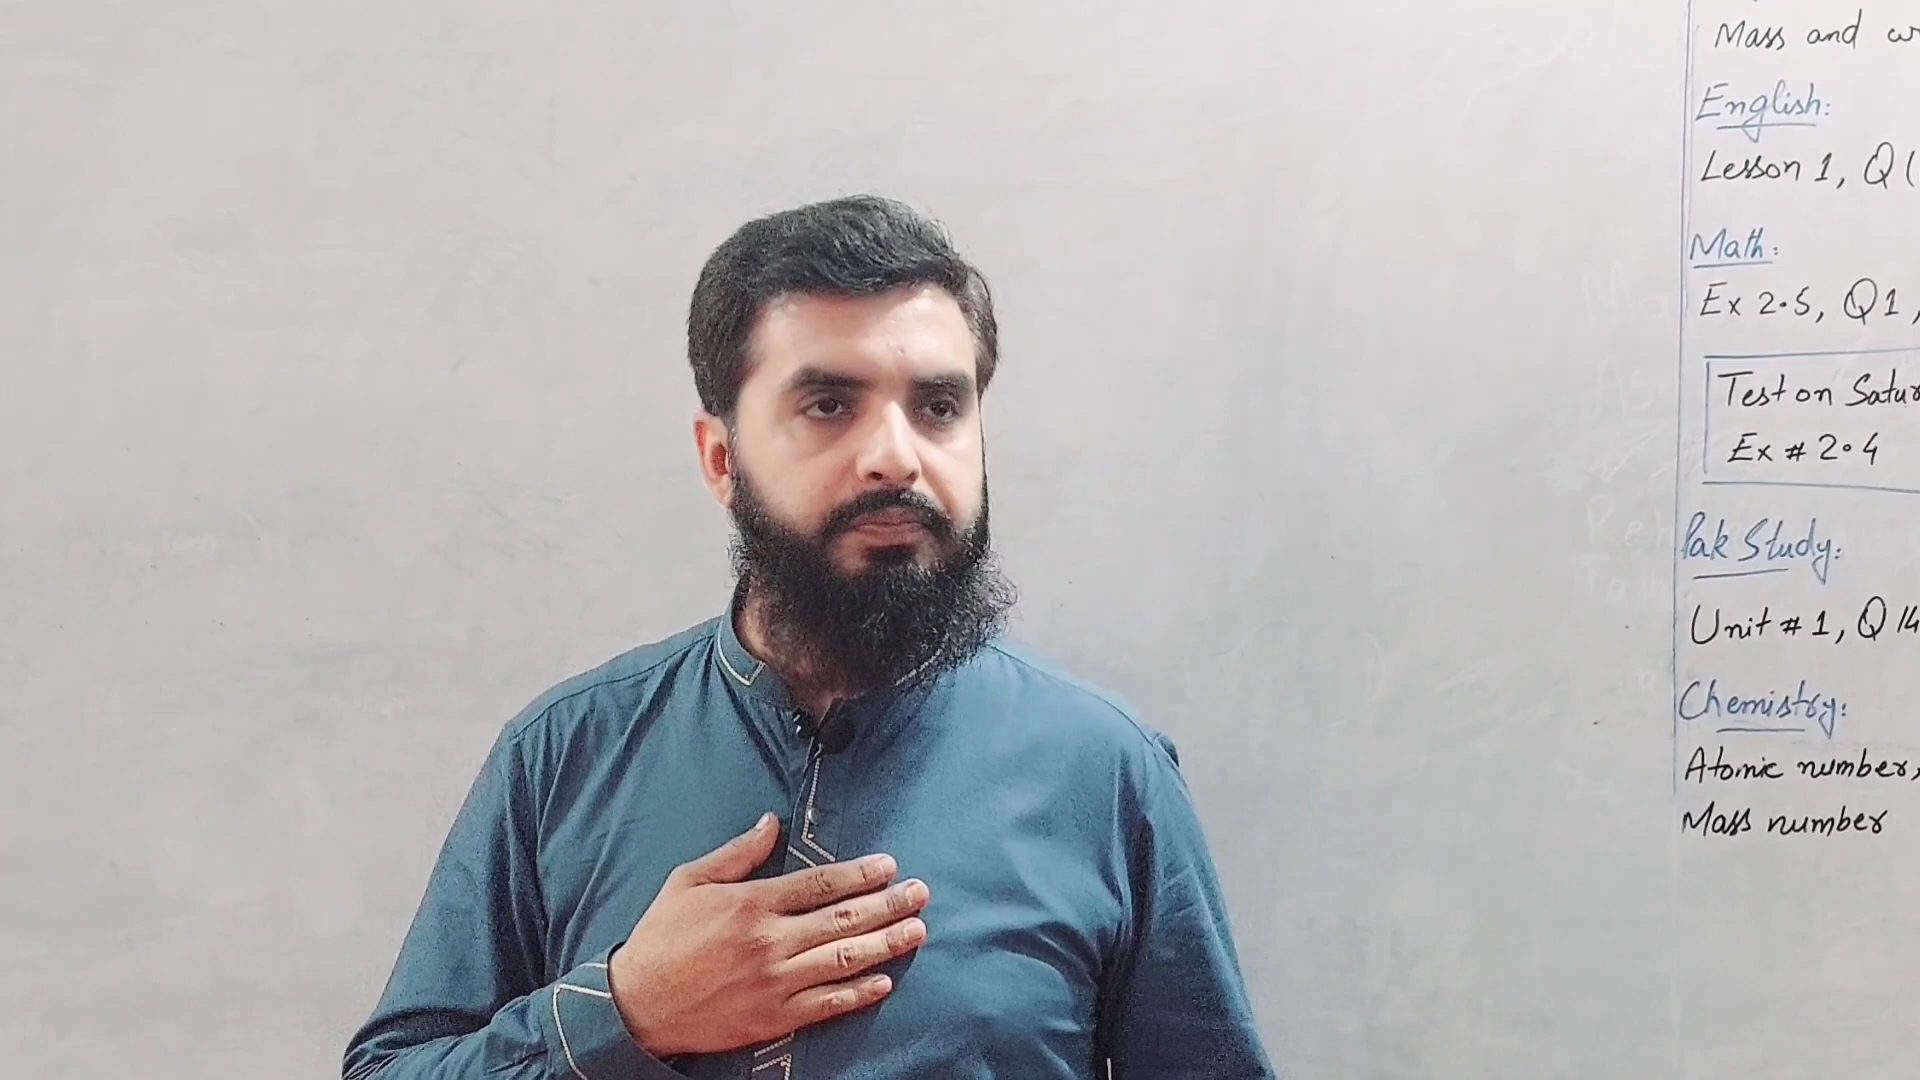 Mass and
English:
Lesson 1, Q
Math:
Ex 2.5, Q1,
Test on
Ex # 2.4
Pak Study:
Unit # 1, Q 14
Chemistry:
Atomic number,
Mass number